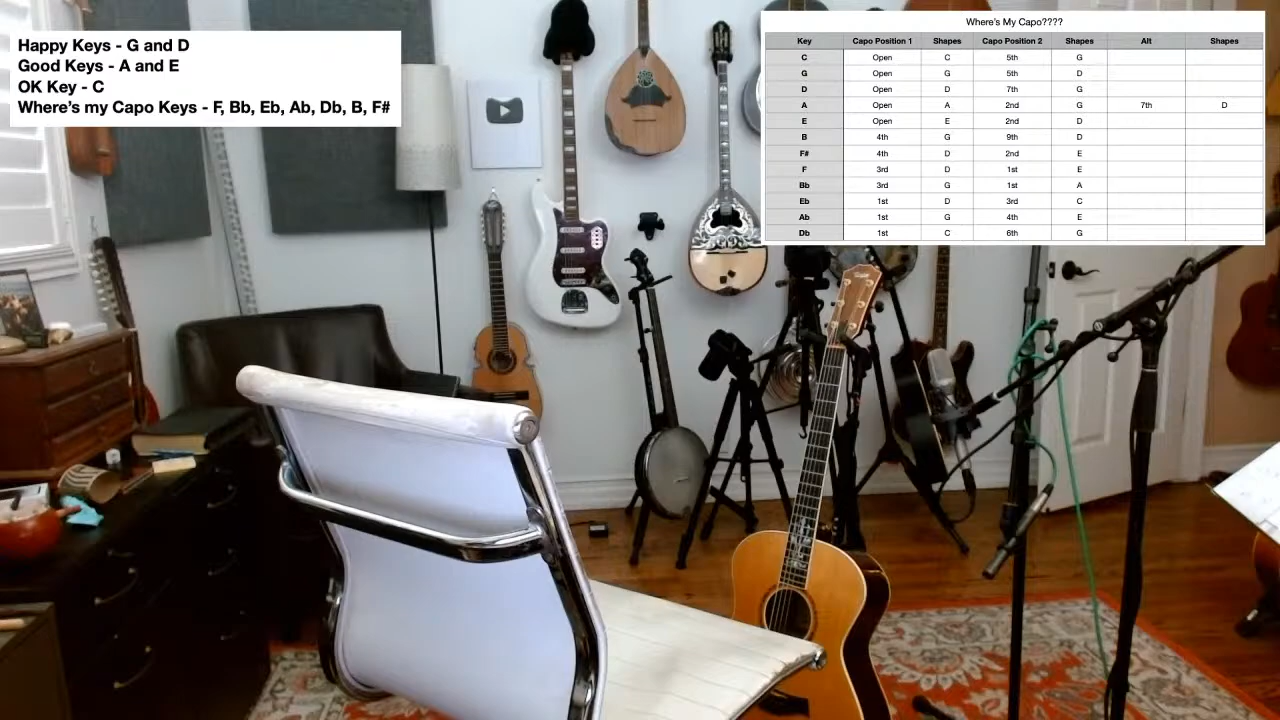 Happy Keys - G and D
Good Keys - A and E
OK Key - C
Where's my Capo Keys - F, Bb, Eb, Ab, Db, B, F#
Where's My Capo????
Key Capo Position 1 Shapes Capo Position 2 Shapes Alt Shapes
C Open C 5th G
G Open G 5th D
D Open D 7th G
A Open A 2nd G 7th D
E Open E 2nd D
B 4th G 9th D
F# 4th D 2nd E
F 3rd D 1st E
Bb 3rd G 1st A
Eb 1st D 3rd C
Ab 1st G 4th E
Db 1st C 6th G